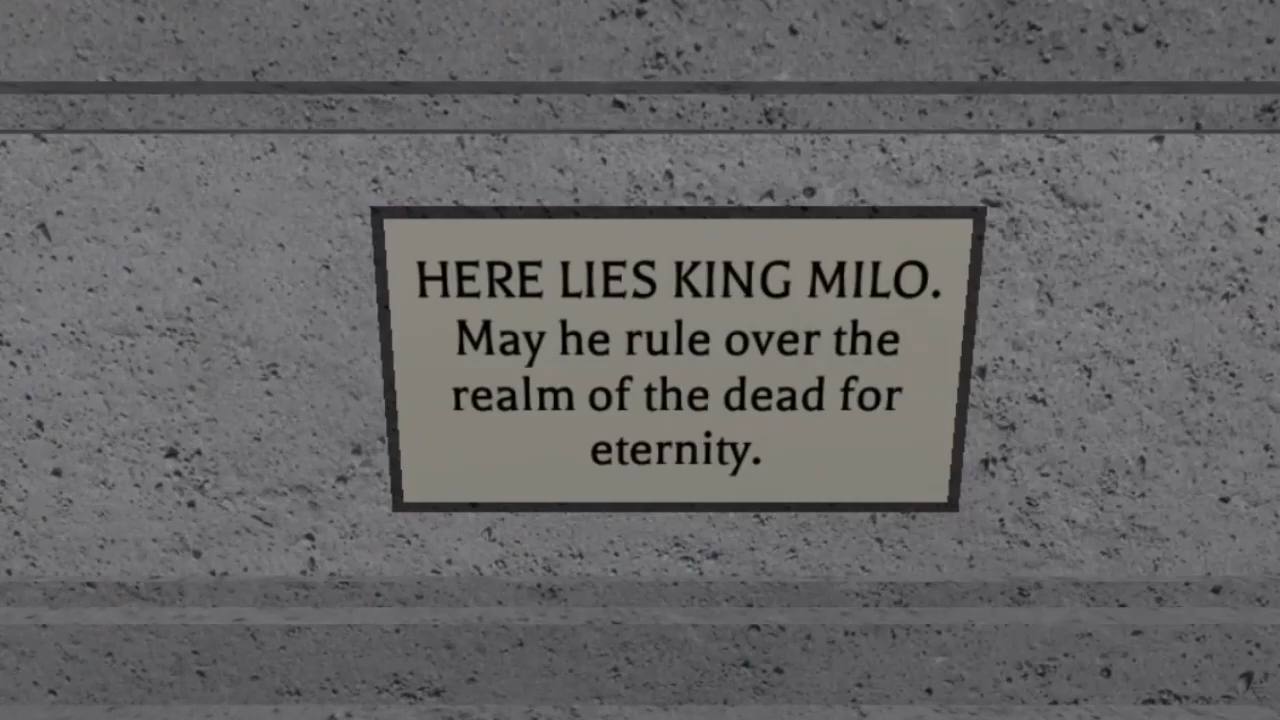 HERE LIES KING MILO.
May he rule over the
realm of the dead for
eternity.